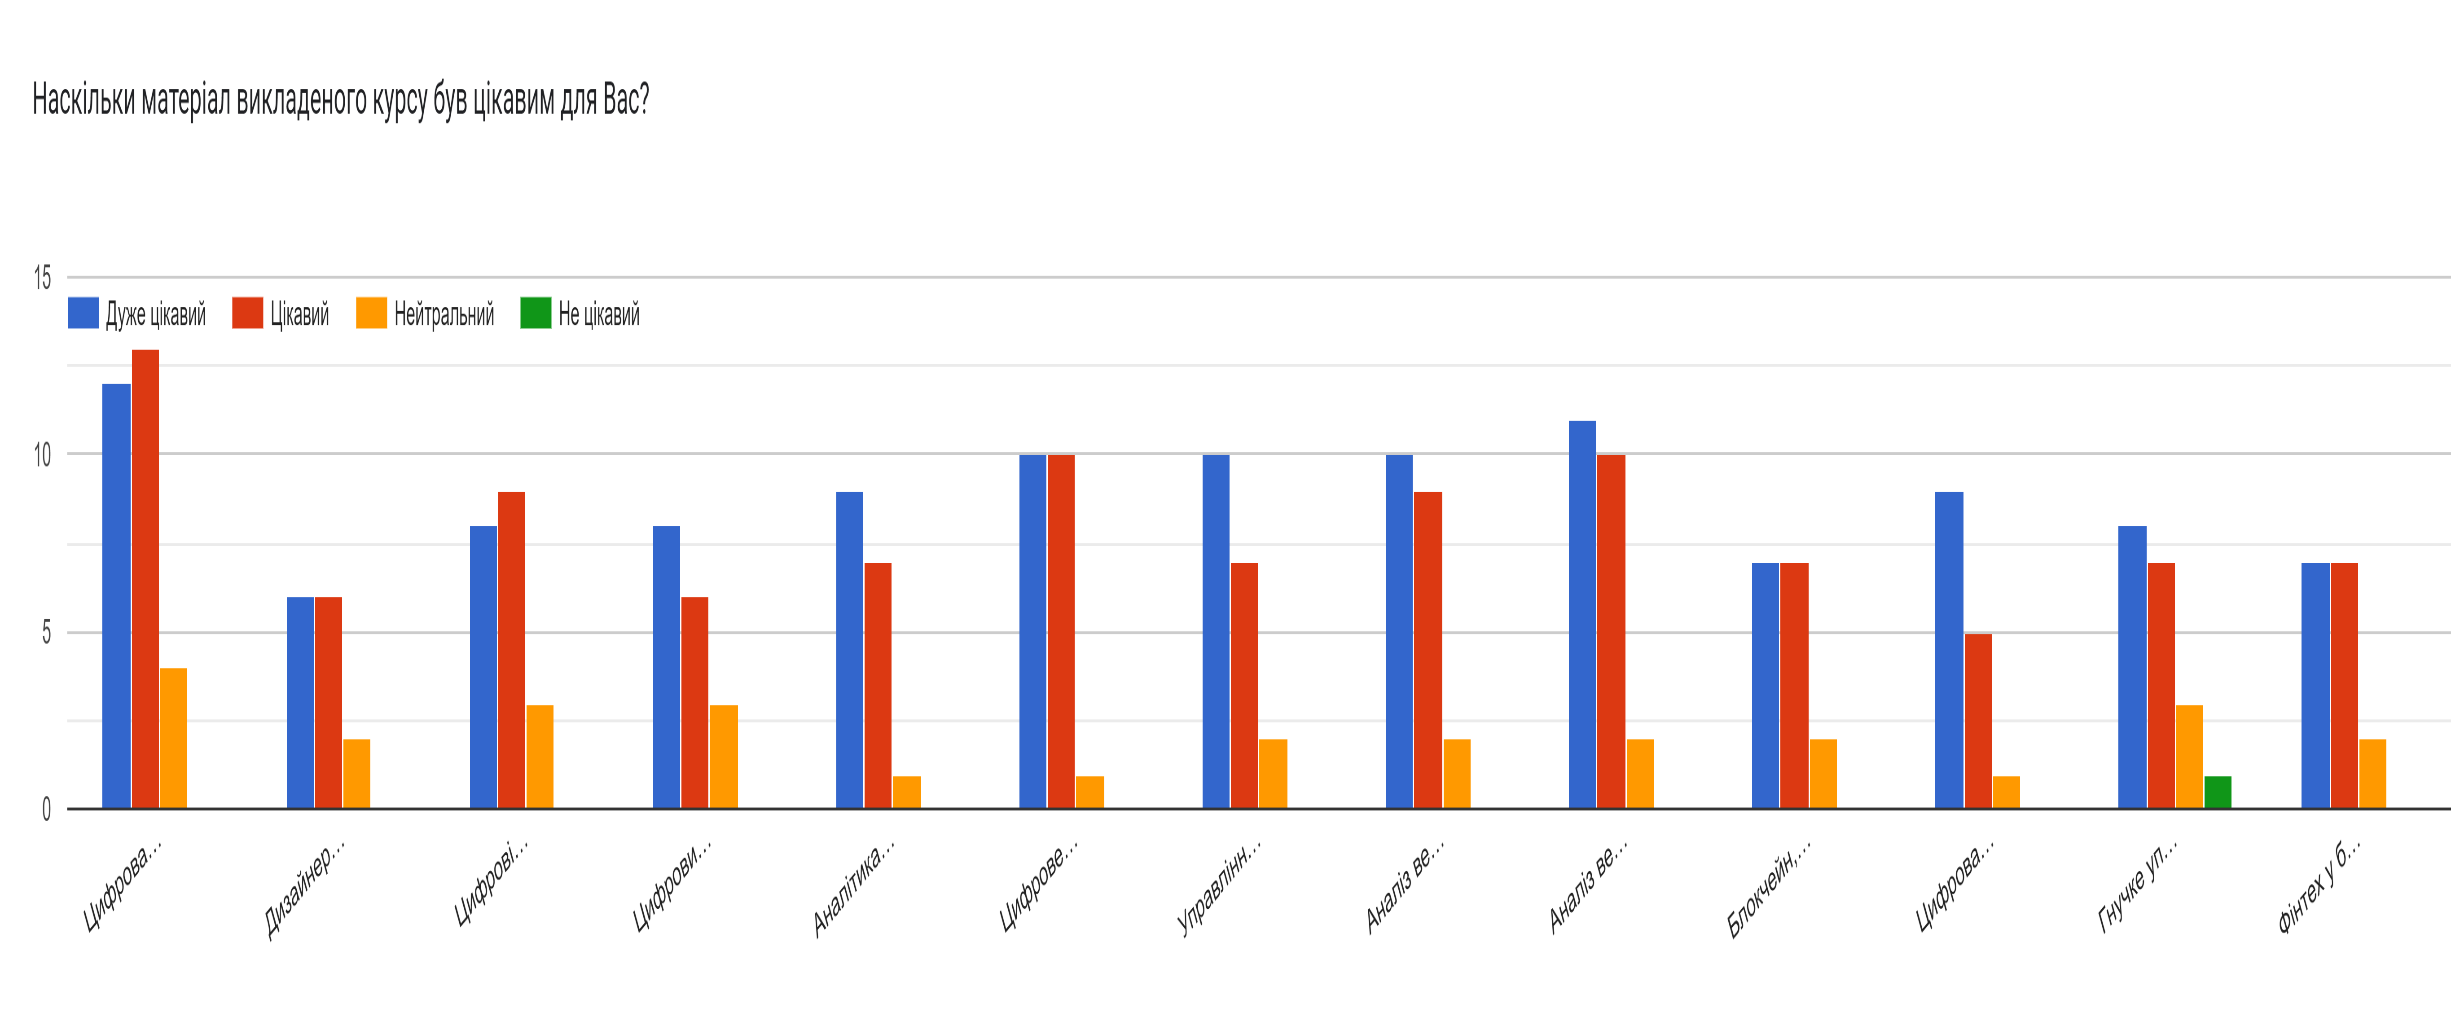 Наскільки матеріал викладеного курсу був цікавим для Вас?
15
Дуже цікавий Цікавий Нейтральний Не цікавий
10
5
0
Цифрова...
Дизайнер...
Цифрові...
Цифрови...
Аналітика...
Цифрове...
Управлінн...
Аналіз ве...
Аналіз ве...
Блокчейн,...
Цифрова...
Гнучке уп...
Фінтех у б...